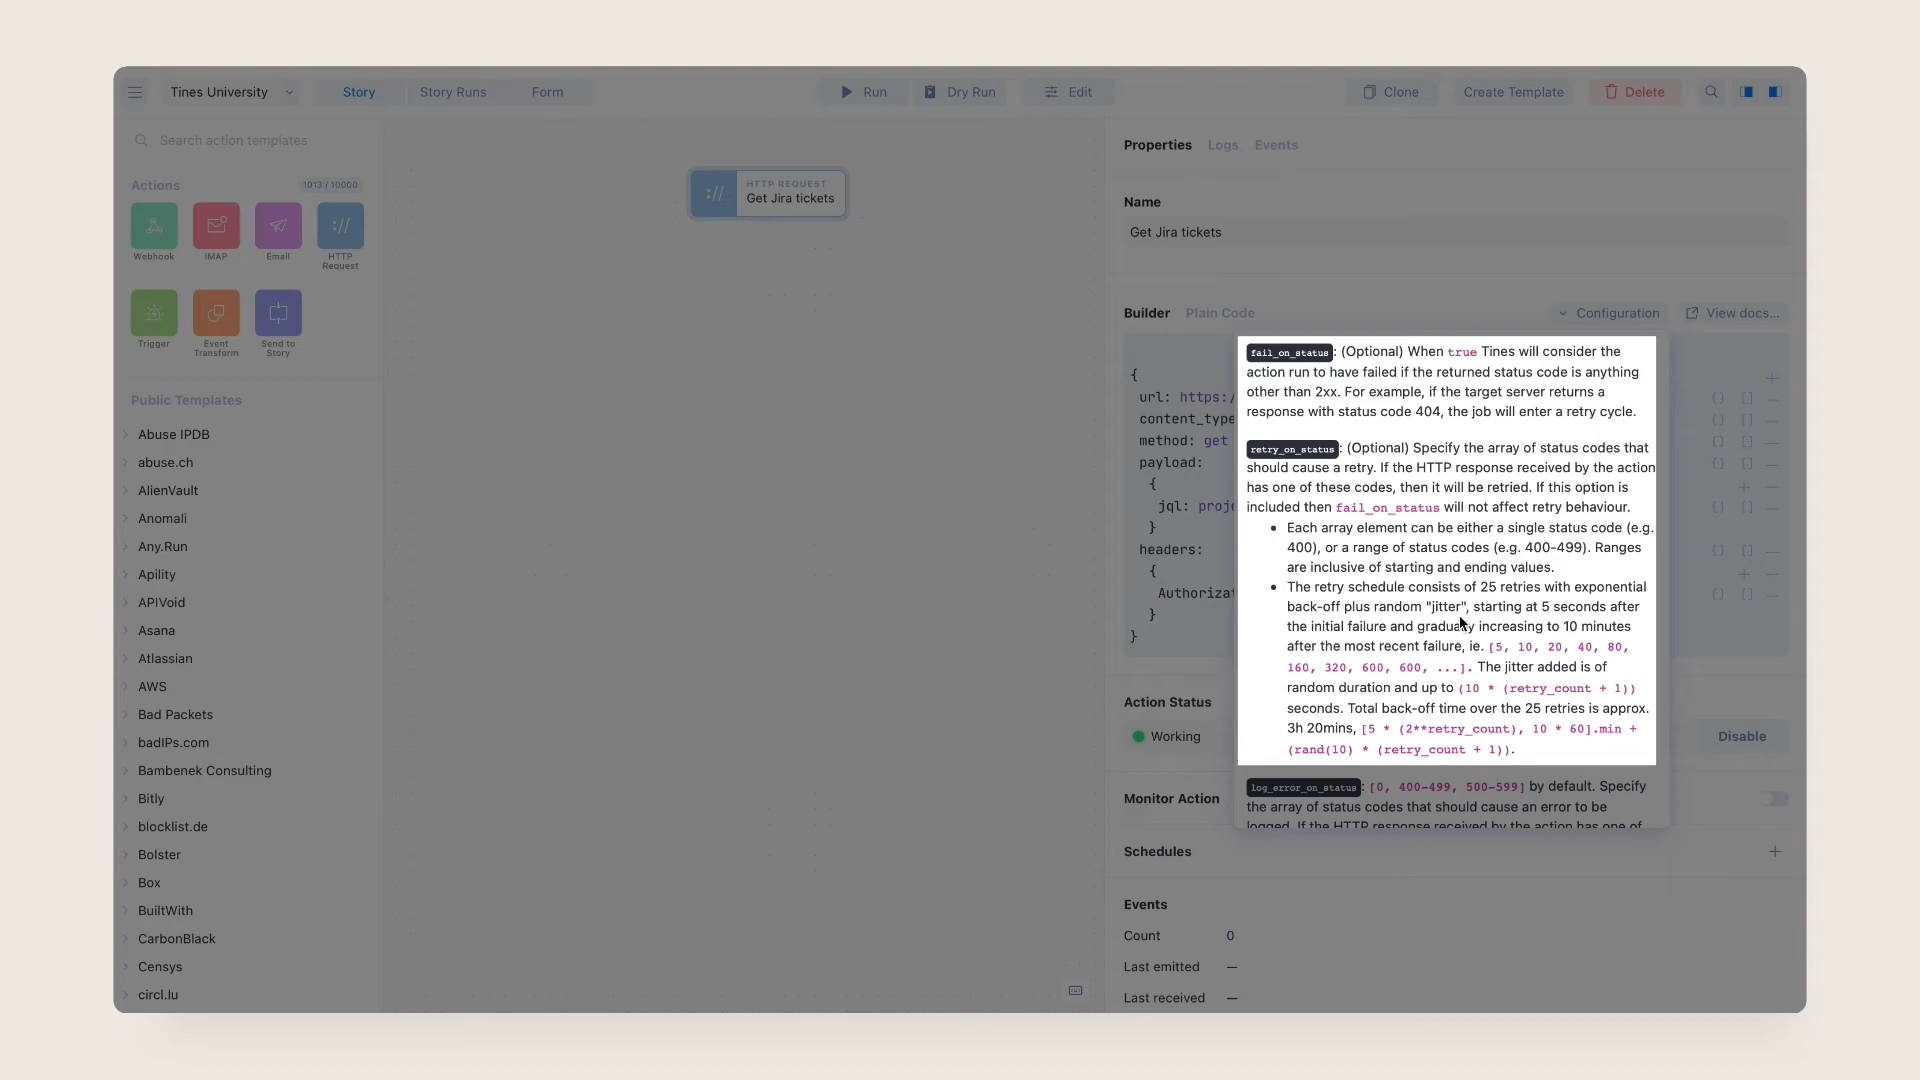 Tines University
Story
Story Runs
Form
Run
Dry Run
Edit
Clone
Create Template
Delete
Search action templates
Actions
1013 / 10000
Webhook
IMAP
Email
HTTP
Request
Trigger
Event
Transform
Send to
Story
Public Templates
Abuse IPDB
abuse.ch
AlienVault
Anomali
Any.Run
Apility
APIVoid
Asana
Atlassian
AWS
Bad Packets
badIPs.com
Bambenek Consulting
Bitly
blocklist.de
Bolster
Box
BuiltWith
CarbonBlack
Censys
circl.lu
HTTP REQUEST
Get Jira tickets
Properties
Logs
Events
Name
Get Jira tickets
Builder
Plain Code
Configuration
View docs...
{
url: https:/
content_type
method: get
payload:
{
jql: proje
}
headers:
{
Authorizat
}
}
fail_on_status: (Optional) When true Tines will consider the
action run to have failed if the returned status code is anything
other than 2xx. For example, if the target server returns a
response with status code 404, the job will enter a retry cycle.
retry_on_status: (Optional) Specify the array of status codes that
should cause a retry. If the HTTP response received by the action
has one of these codes, then it will be retried. If this option is
included then fail_on_status will not affect retry behaviour.
• Each array element can be either a single status code (e.g.
400), or a range of status codes (e.g. 400-499). Ranges
are inclusive of starting and ending values.
• The retry schedule consists of 25 retries with exponential
back-off plus random "jitter", starting at 5 seconds after
the initial failure and gradually increasing to 10 minutes
after the most recent failure, ie. [5, 10, 20, 40, 80,
160, 320, 600, 600, ...]. The jitter added is of
random duration and up to (10 * (retry_count + 1))
seconds. Total back-off time over the 25 retries is approx.
3h 20mins, [5 * (2**retry_count), 10 * 60].min +
(rand(10) * (retry_count + 1)).
log_error_on_status: [0, 400-499, 500-599] by default. Specify
the array of status codes that should cause an error to be
logged. If the HTTP response received by the action has one of
Action Status
Working
Disable
Monitor Action
Schedules
Events
Count 0
Last emitted —
Last received —